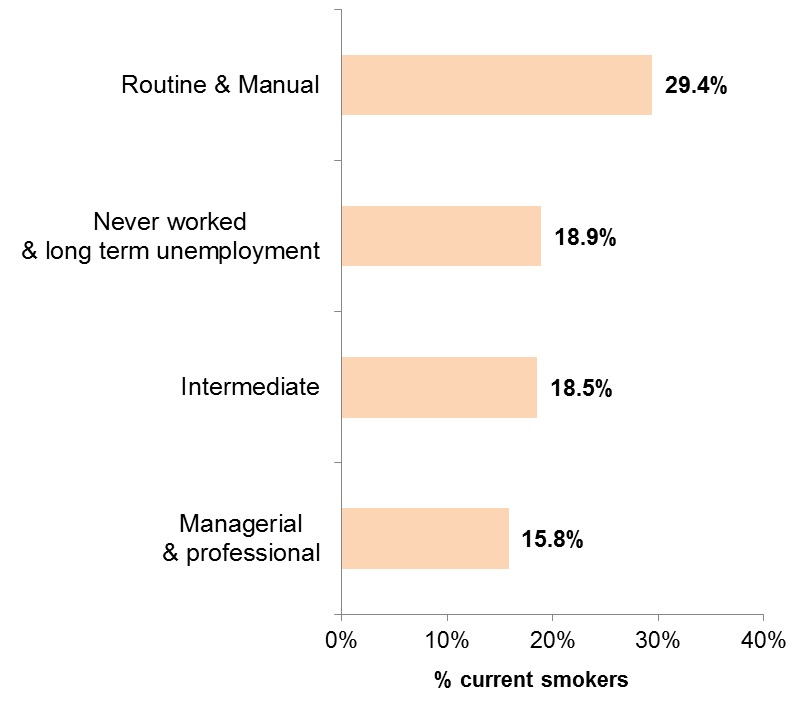 Routine & Manual
29.4%
Never worked
& long term unemployment
18.9%
Intermediate
18.5%
Managerial
& professional
15.8%
0%
10%
20%
30%
40%
% current smokers